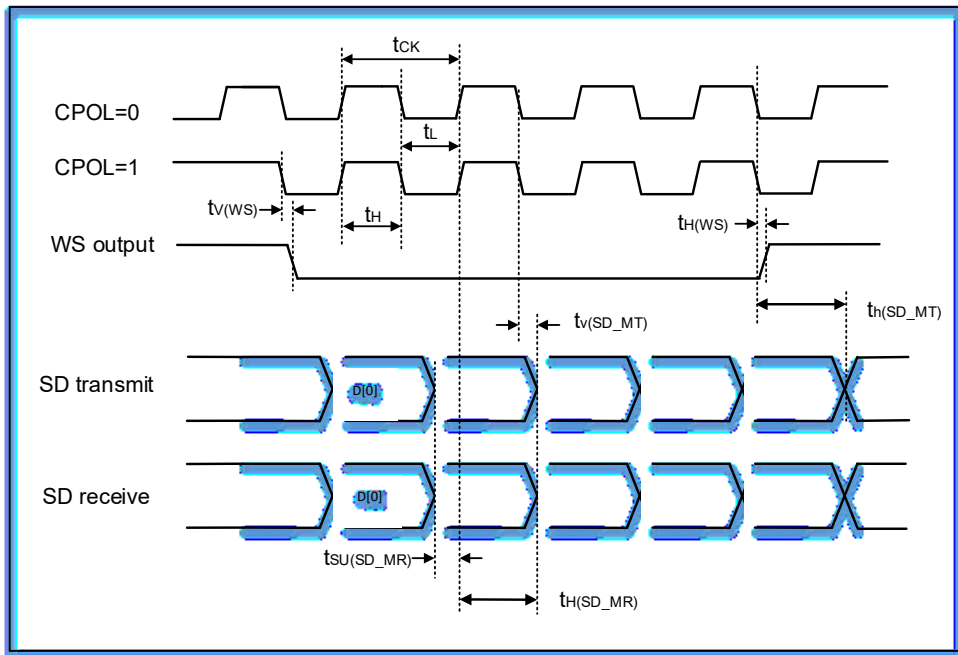 tCK
CPOL=0
tL
CPOL=1
tV(WS)
tH
tH(WS)
WS output
tv(SD_MT)
th(SD_MT)
SD transmit
D[0]
SD receive
D[0]
tSU(SD_MR)
tH(SD_MR)